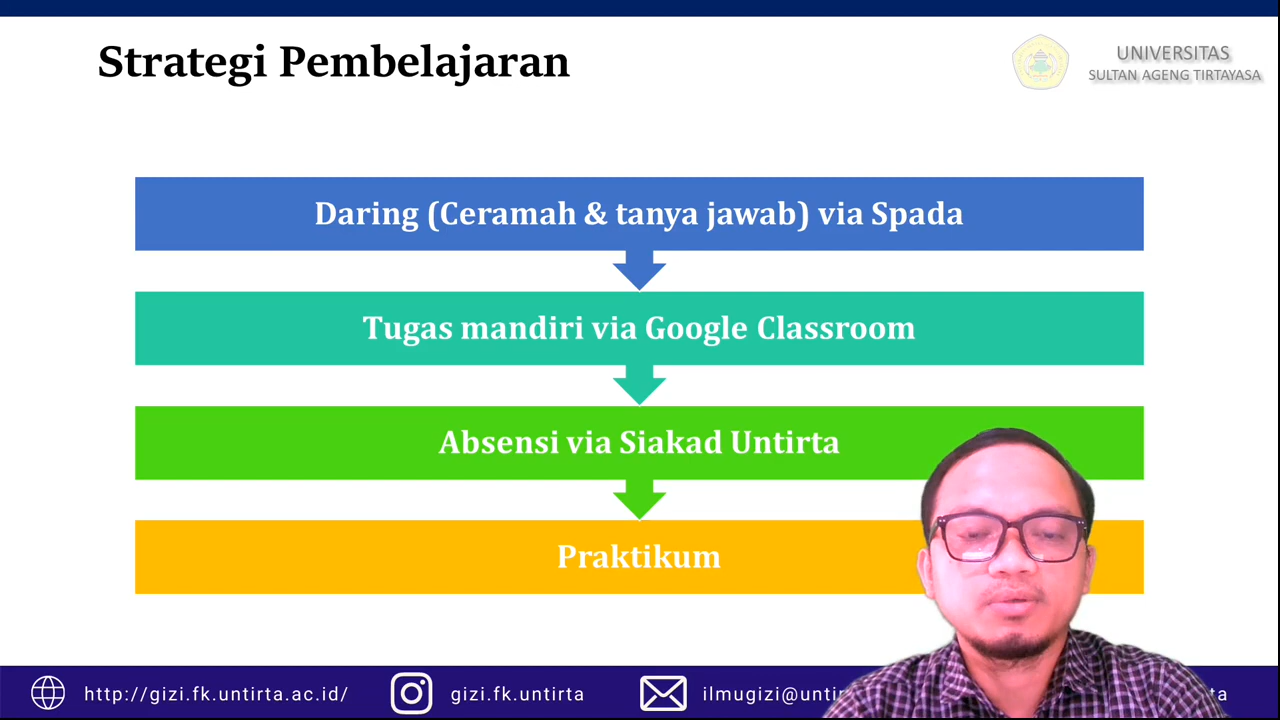 Strategi Pembelajaran
UNIVERSITAS
SULTAN AGENG TIRTAYASA
Daring (Ceramah & tanya jawab) via Spada
Tugas mandiri via Google Classroom
Absensi via Siakad Untirta
Praktikum
http://gizi.fk.untirta.ac.id/
gizi.fk.untirta